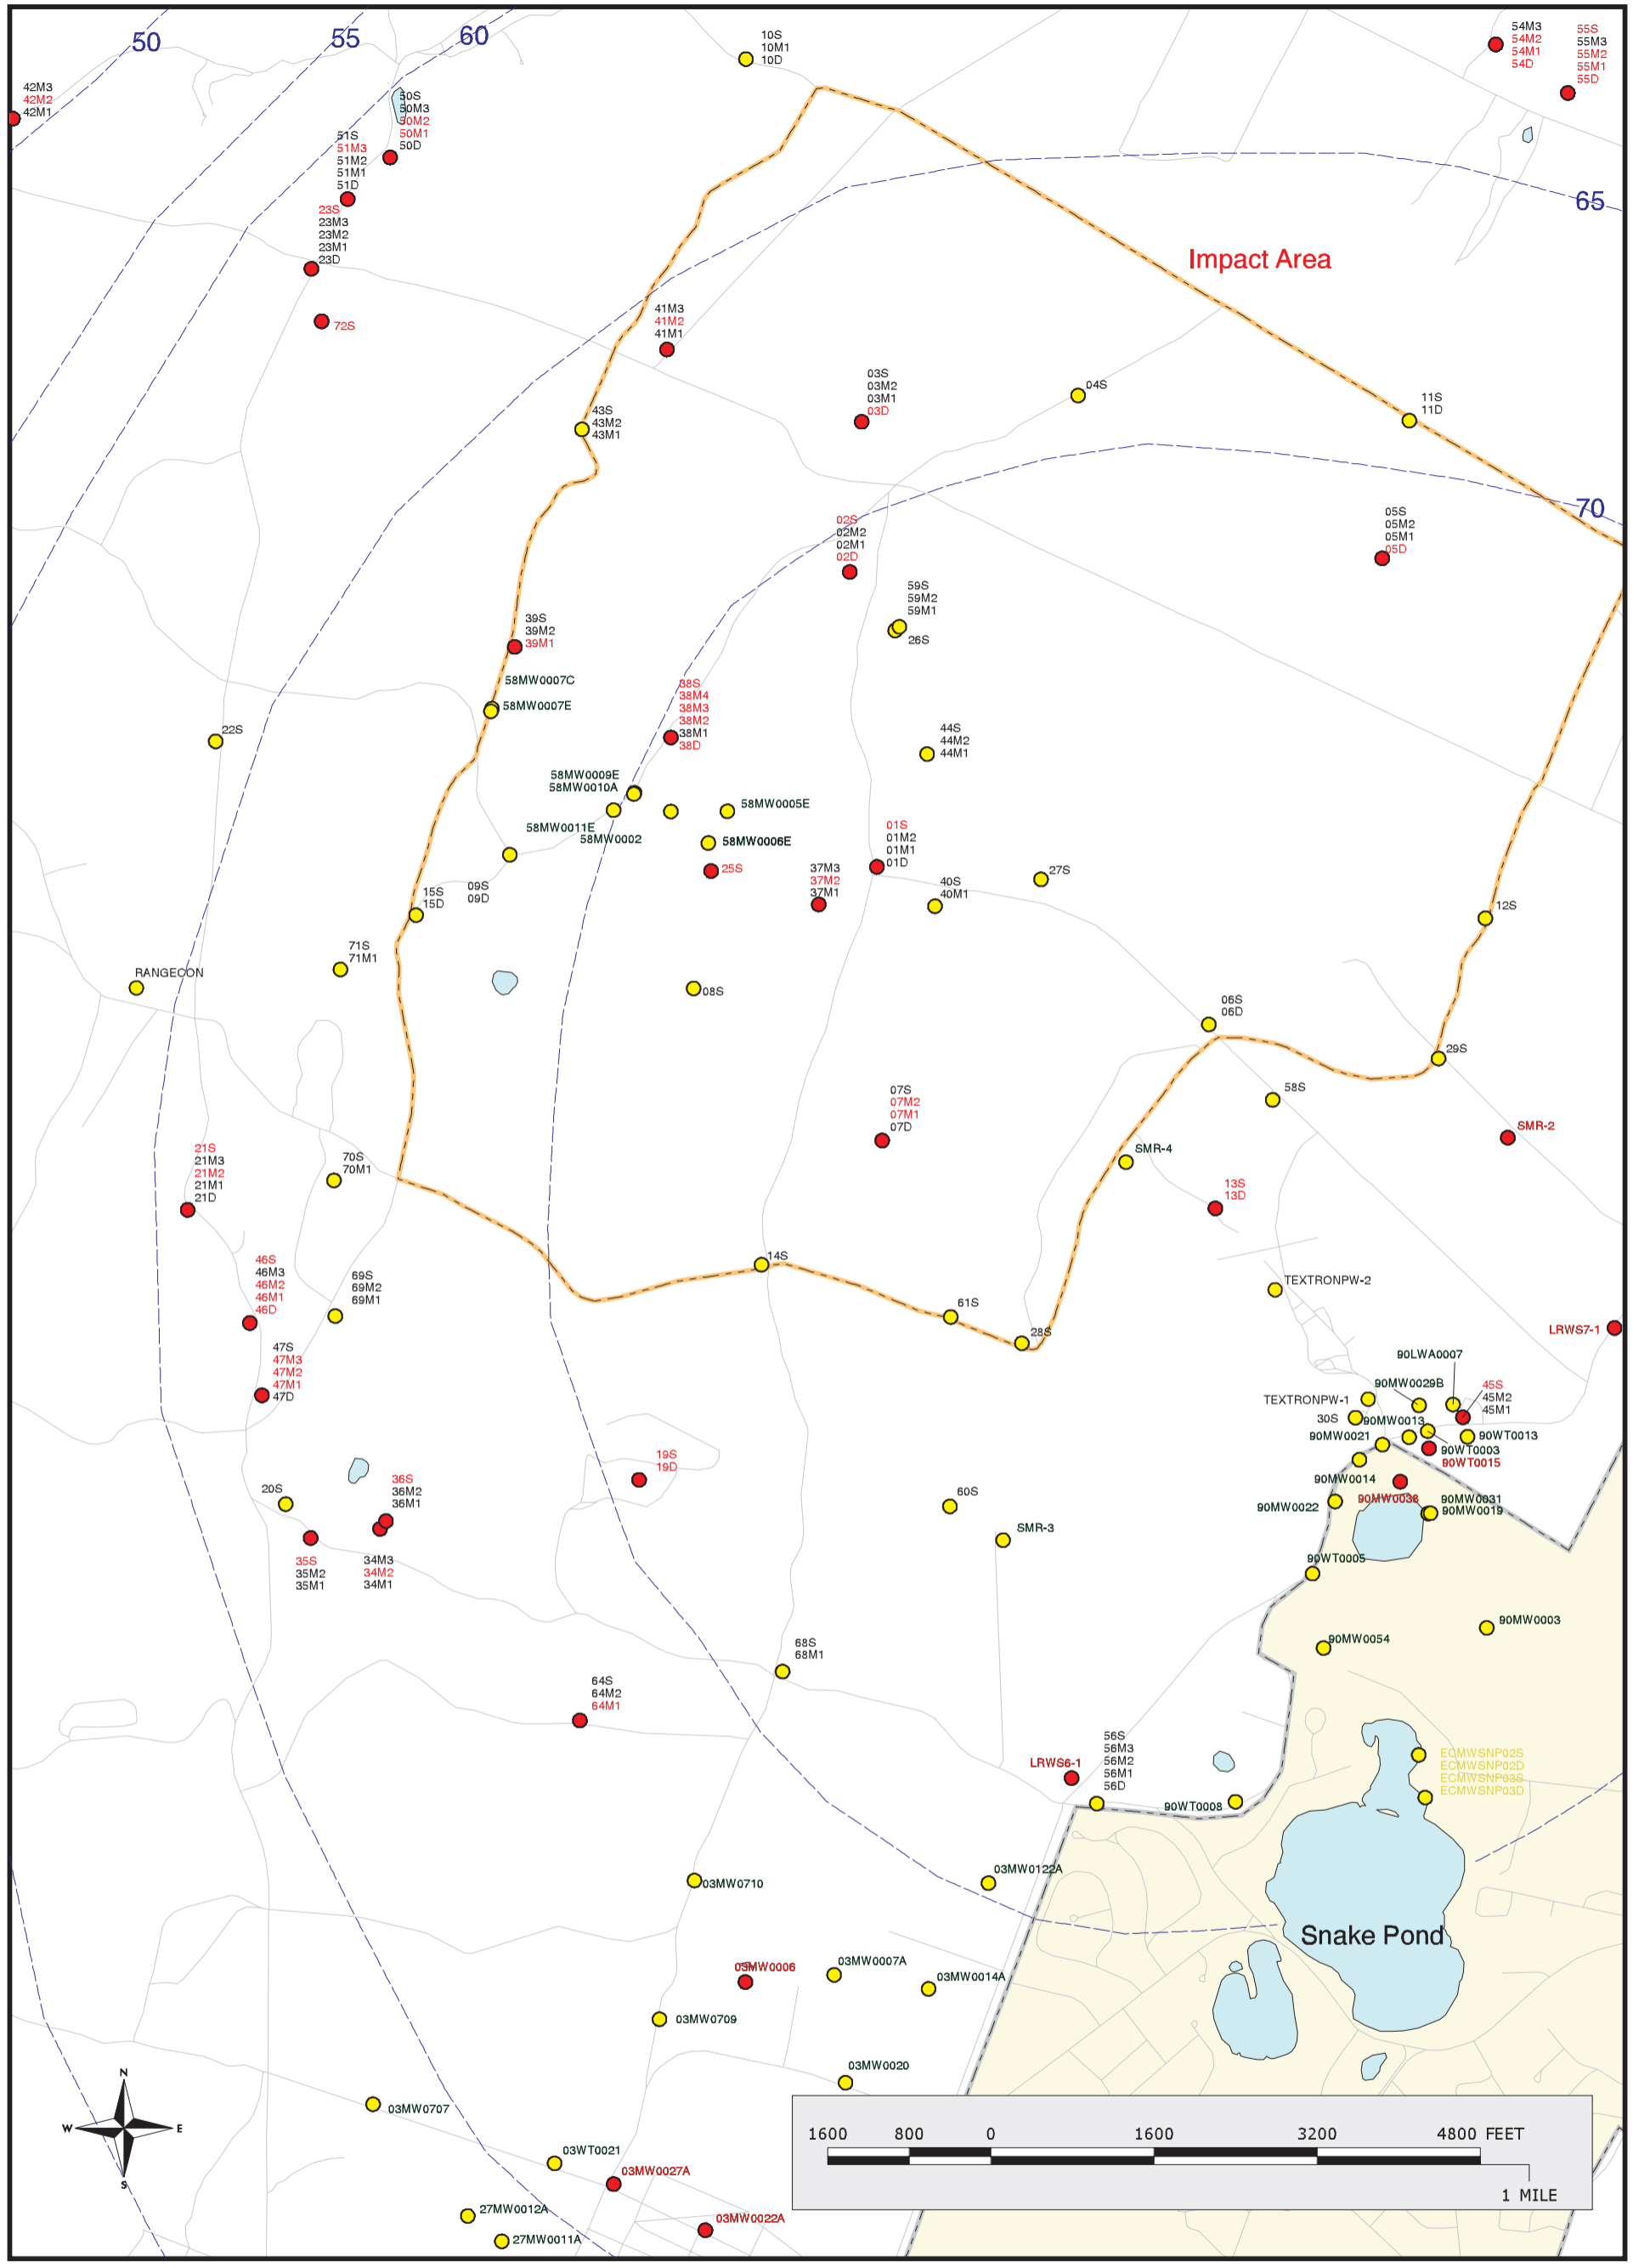 50
55
60
10S
10M1
10D
54M3
54M2
54M1
54D
55S
55M3
55M2
55M1
55D
42M3
42M2
42M1
50S
50M3
50M2
50M1
50D
51S
51M3
51M2
51M1
51D
65
23S
23M3
23M2
23M1
23D
Impact Area
72S
41M3
41M2
41M1
03S
03M2
03M1
03D
04S
11S
11D
43S
43M2
43M1
70
02S
02M2
02M1
02D
05S
05M2
05M1
05D
59S
59M2
59M1
26S
39S
39M2
39M1
58MW0007C
58MW0007E
38S
38M4
38M3
38M2
38M1
38D
22S
44S
44M2
44M1
58MW0009E
58MW0010A
58MW0005E
58MW0011E
58MW0002
58MW0006E
01S
01M2
01M1
01D
25S
37M3
37M2
37M1
27S
40S
40M1
15S
15D
09S
09D
12S
71S
71M1
RANGECON
08S
06S
06D
29S
58S
07S
07M2
07M1
07D
SMR-2
SMR-4
21S
21M3
21M2
21M1
21D
70S
70M1
13S
13D
14S
46S
46M3
46M2
46M1
46D
69S
69M2
69M1
TEXTRONPW-2
61S
28S
LRWS7-1
47S
47M3
47M2
47M1
47D
90LWA0007
90MW0029B
45S
45M2
45M1
TEXTRONPW-1
30S
90MW0013
90MW0021
90WT0013
90WT0003
90WT0015
19S
19D
36S
36M2
36M1
20S
60S
90MW0014
90MW0022
90MW0038
90MW0031
90MW0019
SMR-3
35S
35M2
35M1
34M3
34M2
34M1
90WT0005
90MW0003
90MW0054
68S
68M1
64S
64M2
64M1
56S
56M3
56M2
56M1
56D
LRWS6-1
90WT0008
ECMWSNP02S
ECMWSNP02D
ECMWSNP03S
ECMWSNP03D
03MW0710
03MW0122A
Snake Pond
03MW0006
03MW0007A
03MW0014A
03MW0709
03MW0020
N
W
E
S
03MW0707
1600
800
0
1600
3200
4800 FEET
1 MILE
03WT0021
03MW0027A
27MW0012A
03MW0022A
27MW0011A